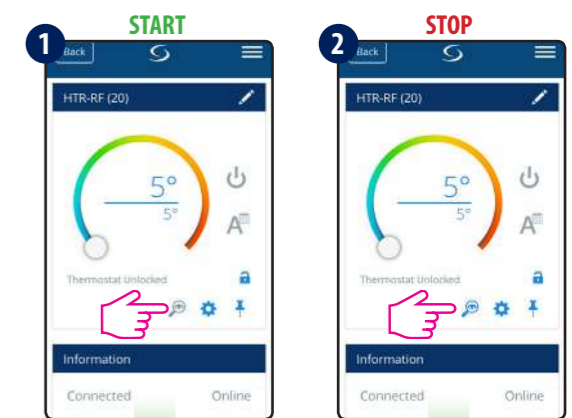 1
START
Back
HTR-RF (20)
5°
5°
A
Thermostat Unlocked
Information
Connected
Online
2
STOP
Back
HTR-RF (20)
5°
5°
A
Thermostat Unlocked
Information
Connected
Online